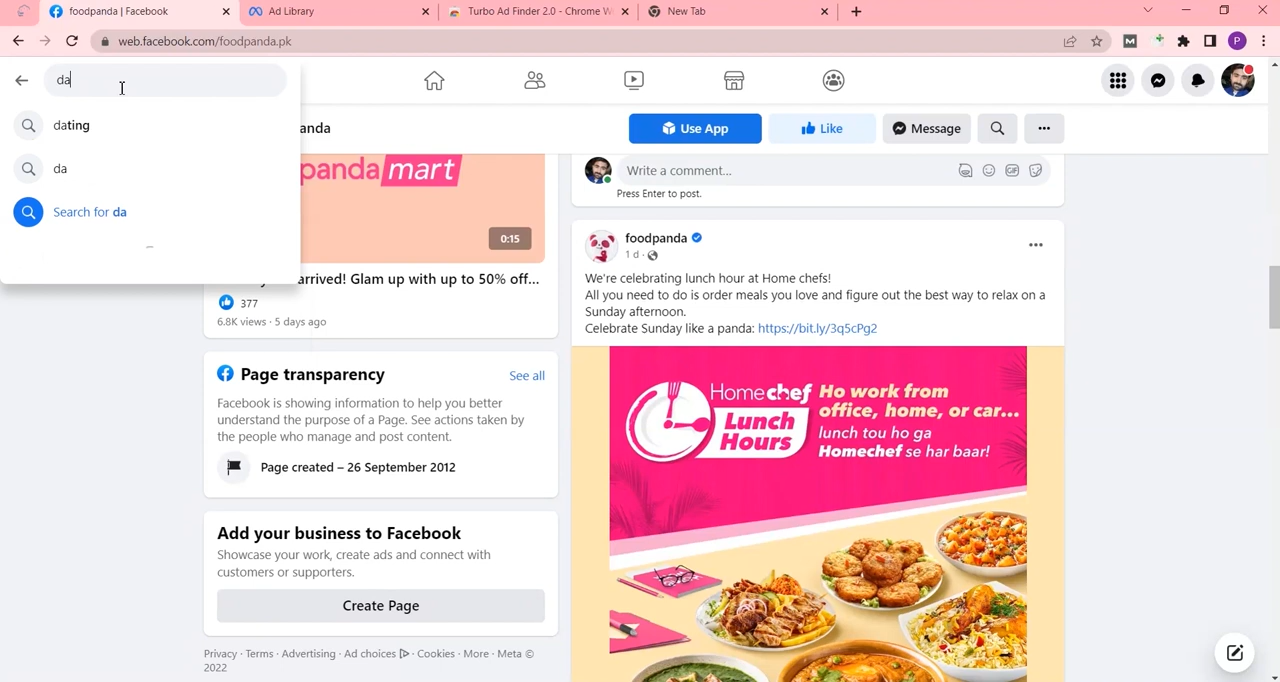 foodpanda | Facebook
Ad Library
Turbo Ad Finder 2.0 - Chrome W
New Tab
web.facebook.com/foodpanda.pk
da
dating
da
Search for da
anda
Use App
Like
Message
panda mart
0:15
arrived! Glam up with up to 50% off...
377
6.8K views · 5 days ago
Page transparency
See all
Facebook is showing information to help you better
understand the purpose of a Page. See actions taken by
the people who manage and post content.
Page created – 26 September 2012
Add your business to Facebook
Showcase your work, create ads and connect with
customers or supporters.
Create Page
Privacy · Terms · Advertising · Ad choices · Cookies · More · Meta ©
2022
Write a comment...
GIF
Press Enter to post.
foodpanda
1 d ·
We're celebrating lunch hour at Home chefs!
All you need to do is order meals you love and figure out the best way to relax on a
Sunday afternoon.
Celebrate Sunday like a panda: https://bit.ly/3q5cPg2
Homechef
Lunch
Hours
Ho work from
office, home, or car...
lunch tou ho ga
Homechef se har baar!